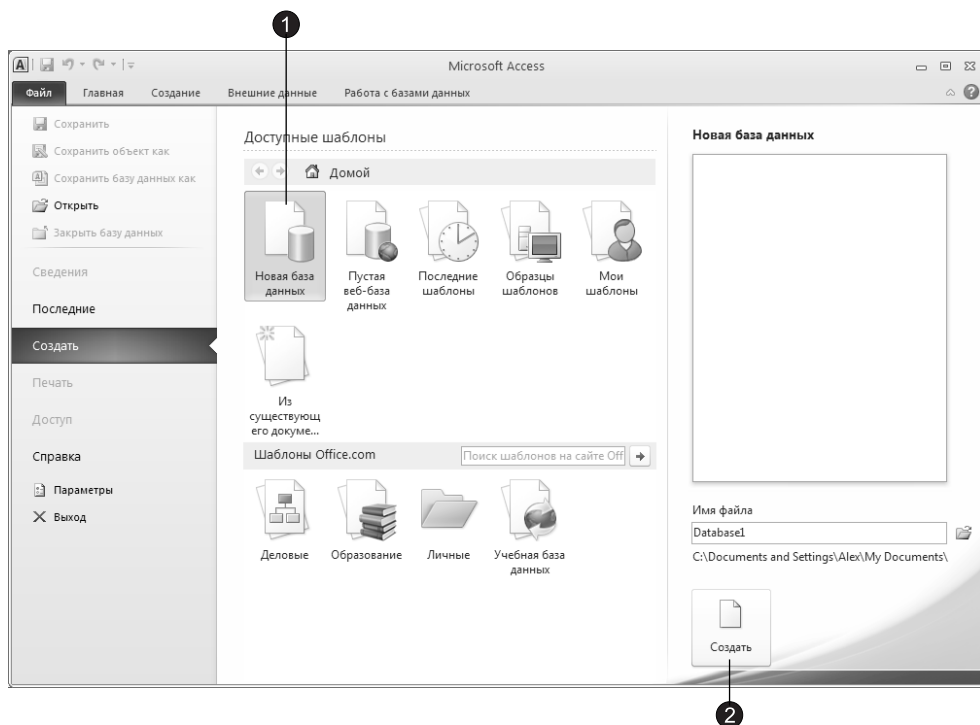 1
Microsoft Access
Файл Главная Создание Внешние данные Работа с базами данных
Сохранить
Сохранить объект как
Сохранить базу данных как
Открыть
Закрыть базу данных
Сведения
Последние
Создать
Печать
Доступ
Справка
Параметры
Выход
Доступные шаблоны
Домой
Новая база
данных
Пустая
веб-база
данных
Последние
шаблоны
Образцы
шаблонов
Мои
шаблоны
Из
существующ
его докуме...
Шаблоны Office.com
Поиск шаблонов на сайте Off
Деловые
Образование
Личные
Учебная база
данных
Новая база данных
Имя файла
Database1
C:\Documents and Settings\Alex\My Documents\
Создать
2